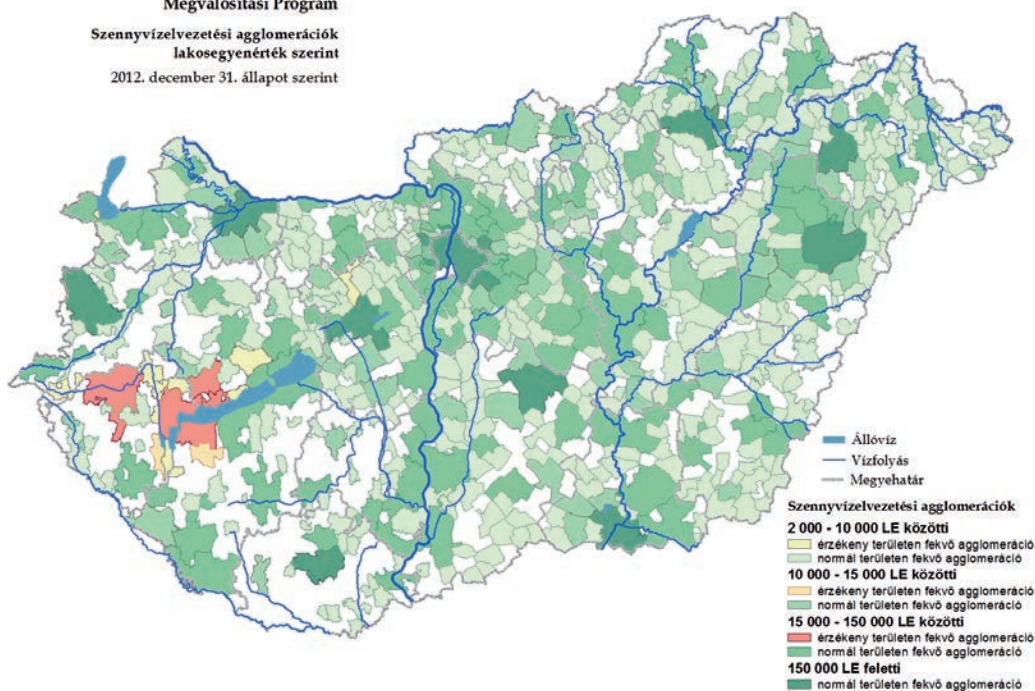 Megvalósítási Program
Szennyvízelvezetési agglomerációk
lakosegyenérték szerint
2012. december 31. állapot szerint
Állóvíz
Vízfolyás
Megyehatár
Szennyvízelvezetési agglomerációk
2 000 - 10 000 LE közötti
érzékeny területen fekvő agglomeráció
normál területen fekvő agglomeráció
10 000 - 15 000 LE közötti
érzékeny területen fekvő agglomeráció
normál területen fekvő agglomeráció
15 000 - 150 000 LE közötti
érzékeny területen fekvő agglomeráció
normál területen fekvő agglomeráció
150 000 LE feletti
normál területen fekvő agglomeráció